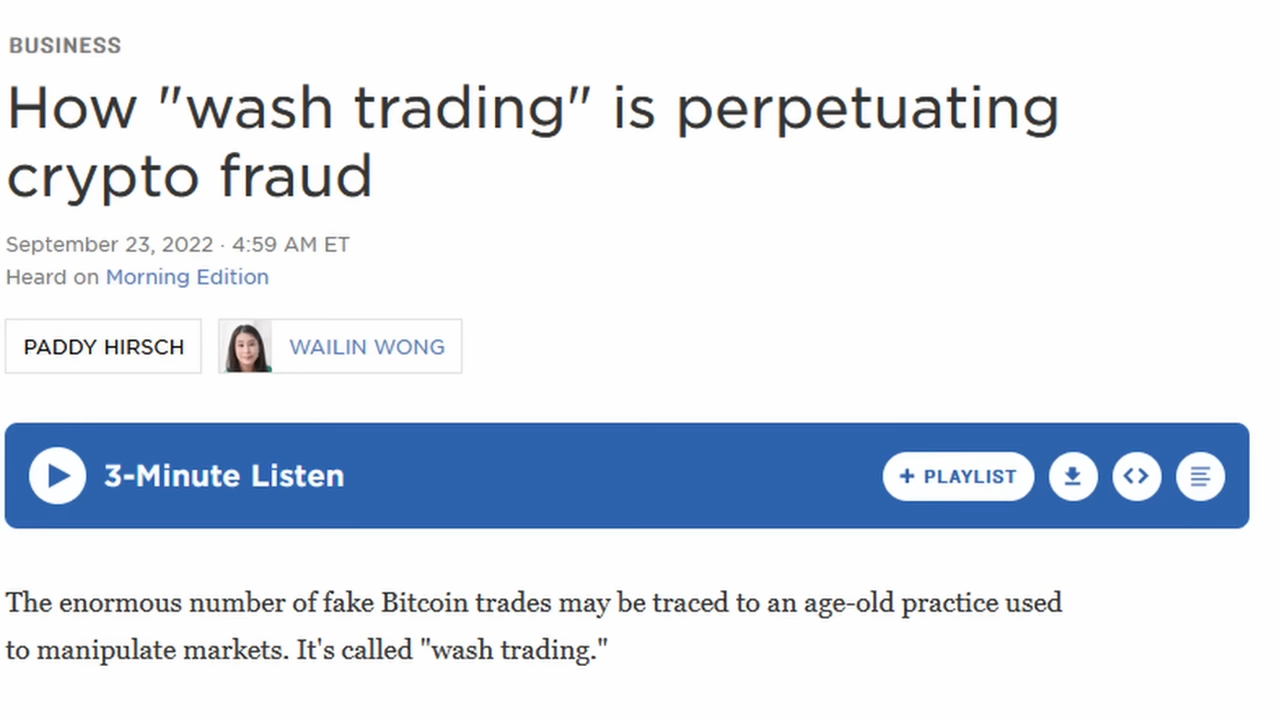 BUSINESS
How "wash trading" is perpetuating
crypto fraud
September 23, 2022 · 4:59 AM ET
Heard on Morning Edition
PADDY HIRSCH
WAILIN WONG
3-Minute Listen
+ PLAYLIST
The enormous number of fake Bitcoin trades may be traced to an age-old practice used
to manipulate markets. It's called "wash trading."